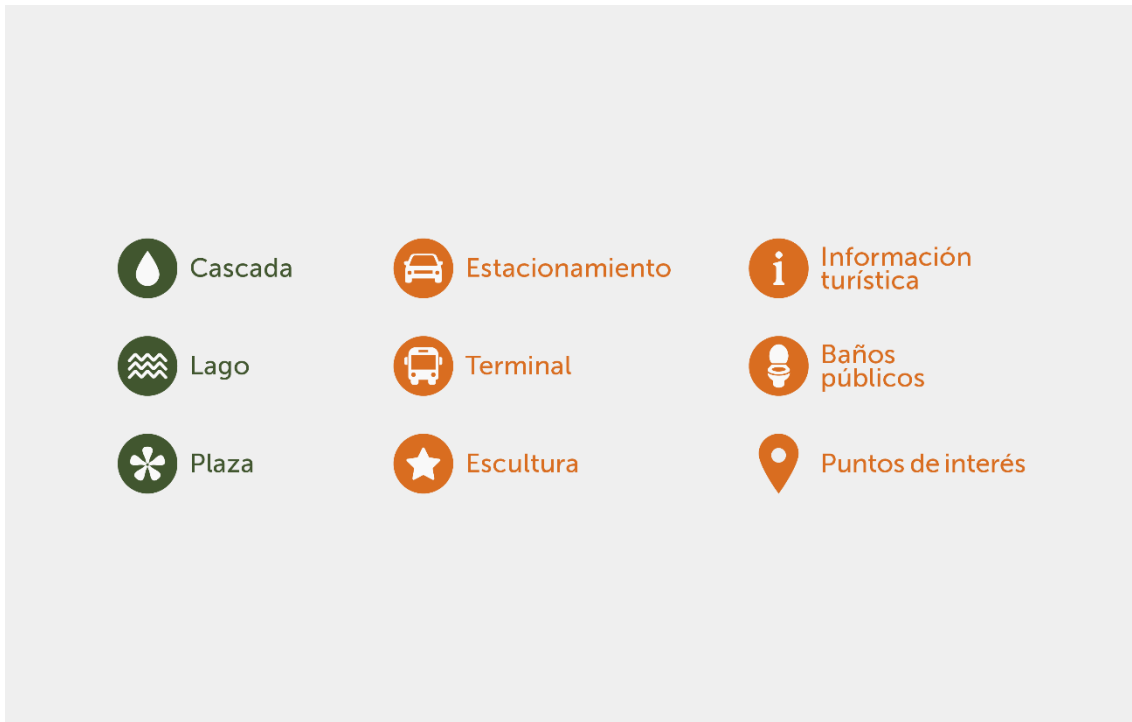 Cascada
Lago
Plaza
Estacionamiento
Terminal
Escultura
Información
turística
Baños
públicos
Puntos de interés